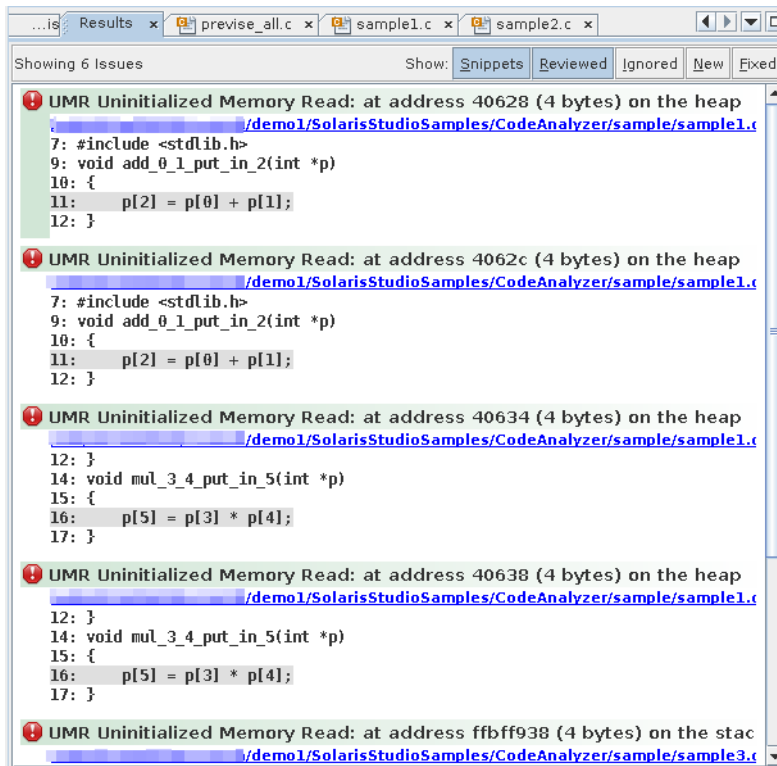 ...is Results x previse_all.c x sample1.c x sample2.c x
Showing 6 Issues Show: Snippets Reviewed Ignored New Fixed
UMR Uninitialized Memory Read: at address 40628 (4 bytes) on the heap
/demo1/SolarisStudioSamples/CodeAnalyzer/sample/sample1.c
7: #include <stdlib.h>
9: void add_0_1_put_in_2(int *p)
10: {
11: p[2] = p[0] + p[1];
12: }
UMR Uninitialized Memory Read: at address 4062c (4 bytes) on the heap
/demo1/SolarisStudioSamples/CodeAnalyzer/sample/sample1.c
7: #include <stdlib.h>
9: void add_0_1_put_in_2(int *p)
10: {
11: p[2] = p[0] + p[1];
12: }
UMR Uninitialized Memory Read: at address 40634 (4 bytes) on the heap
/demo1/SolarisStudioSamples/CodeAnalyzer/sample/sample1.c
12: }
14: void mul_3_4_put_in_5(int *p)
15: {
16: p[5] = p[3] * p[4];
17: }
UMR Uninitialized Memory Read: at address 40638 (4 bytes) on the heap
/demo1/SolarisStudioSamples/CodeAnalyzer/sample/sample1.c
12: }
14: void mul_3_4_put_in_5(int *p)
15: {
16: p[5] = p[3] * p[4];
17: }
UMR Uninitialized Memory Read: at address ffbff938 (4 bytes) on the stac
/demo1/SolarisStudioSamples/CodeAnalyzer/sample/sample3.c